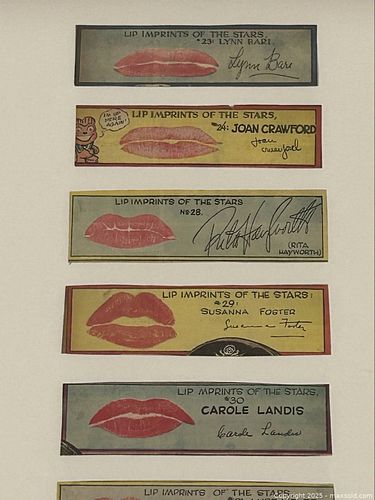 LIP IMPRINTS OF THE STARS,
#23: LYNN BARI.
Lynn Bari
I'M UP HERE AGAIN!
LIP IMPRINTS OF THE STARS,
#24: JOAN CRAWFORD
Joan Crawford
LIP IMPRINTS OF THE STARS
NO 28.
Rita Hayworth
(RITA HAYWORTH)
LIP IMPRINTS OF THE STARS:
#29:
SUSANNA FOSTER
Susanna Foster
LIP IMPRINTS OF THE STARS,
#30
CAROLE LANDIS
Carole Landis
LIP IMPRINTS OF THE STARS
Copyright 2025 - maxsold.com